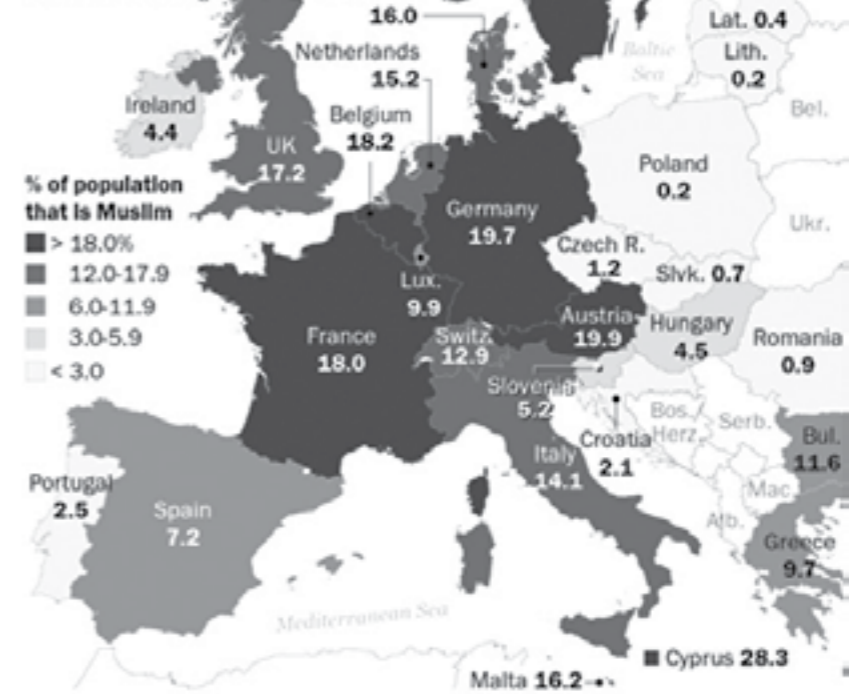 16.0
Lat. 0.4
Netherlands
15.2
Baltic
Sea
Lith.
0.2
Ireland
4.4
Belgium
18.2
Bel.
UK
17.2
Poland
0.2
% of population
that is Muslim
> 18.0%
12.0-17.9
6.0-11.9
3.0-5.9
< 3.0
Germany
19.7
Ukr.
Czech R.
1.2
Slvk. 0.7
Lux.
9.9
France
18.0
Switz.
12.9
Austria
19.9
Hungary
4.5
Romania
0.9
Slovenia
5.2
Croatia
2.1
Bos.
Herz.
Serb.
Bul.
11.6
Italy
14.1
Portugal
2.5
Spain
7.2
Mac.
Alb.
Greece
9.7
Mediterranean Sea
Cyprus 28.3
Malta 16.2